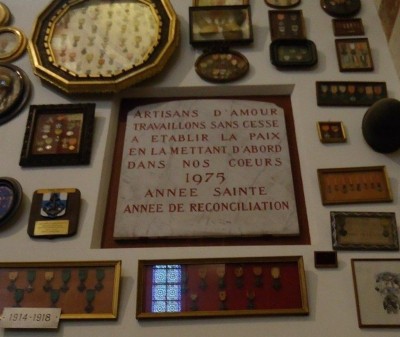 ARTISANS D'AMOUR
TRAVAILLONS SANS CESSE
A ETABLIR LA PAIX
EN LA METTANT D'ABORD
DANS NOS COEURS
1975
ANNEE SAINTE
ANNEE DE RECONCILIATION
1914-1918